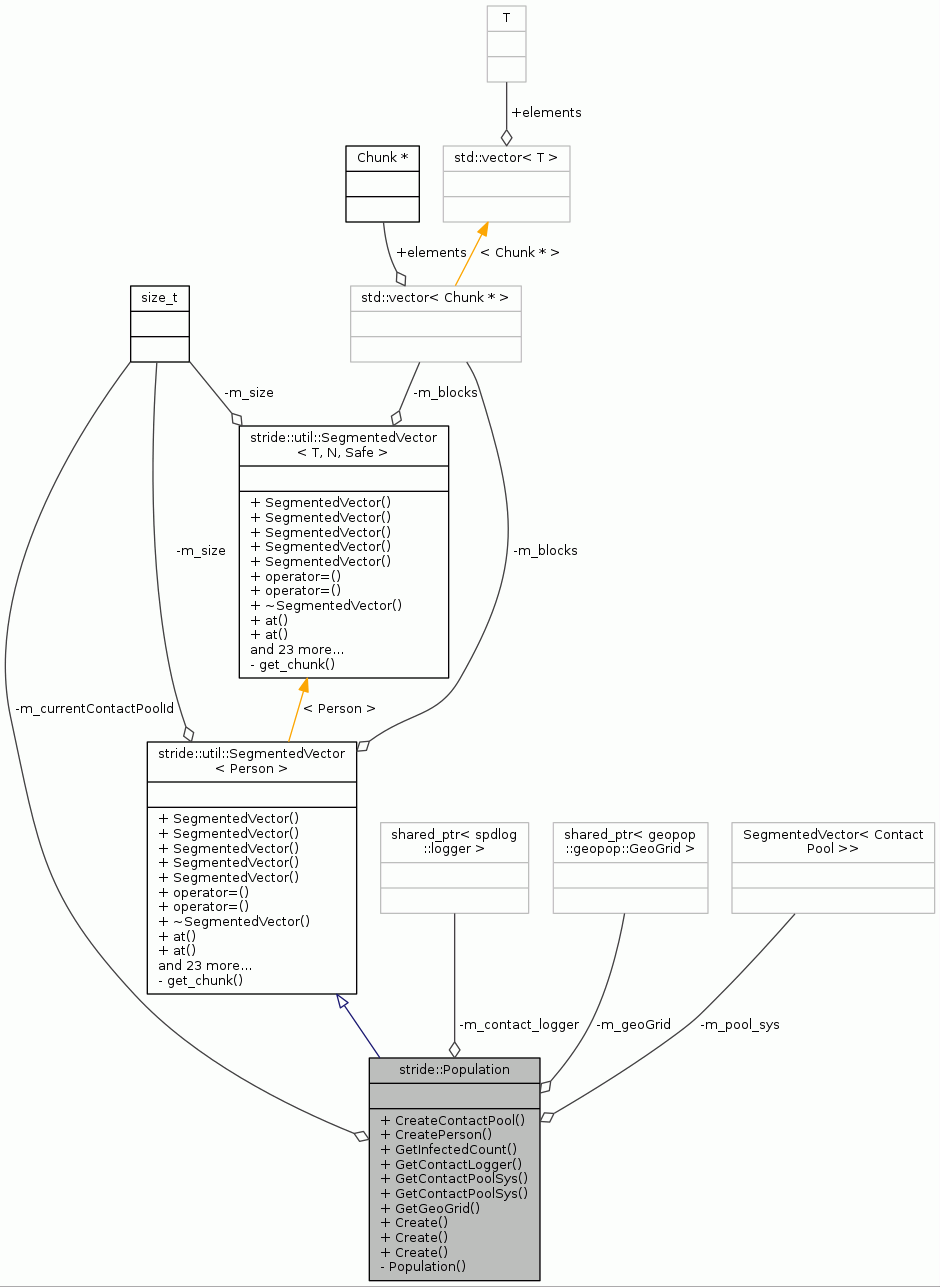 T
+elements
Chunk *
std::vector< T >
+elements
< Chunk * >
size_t
std::vector< Chunk * >
-m_size
-m_blocks
stride::util::SegmentedVector
< T, N, Safe >
+ SegmentedVector()
+ SegmentedVector()
+ SegmentedVector()
+ SegmentedVector()
+ SegmentedVector()
+ operator=()
+ operator=()
+ ~SegmentedVector()
+ at()
+ at()
and 23 more...
- get_chunk()
-m_size
-m_blocks
-m_currentContactPoolId
< Person >
stride::util::SegmentedVector
< Person >
+ SegmentedVector()
+ SegmentedVector()
+ SegmentedVector()
+ SegmentedVector()
+ SegmentedVector()
+ operator=()
+ operator=()
+ ~SegmentedVector()
+ at()
+ at()
and 23 more...
- get_chunk()
shared_ptr< spdlog
::logger >
shared_ptr< geopop
::geopop::GeoGrid >
SegmentedVector< Contact
Pool >>
-m_contact_logger
-m_geoGrid
-m_pool_sys
stride::Population
+ CreateContactPool()
+ CreatePerson()
+ GetInfectedCount()
+ GetContactLogger()
+ GetContactPoolSys()
+ GetContactPoolSys()
+ GetGeoGrid()
+ Create()
+ Create()
+ Create()
- Population()